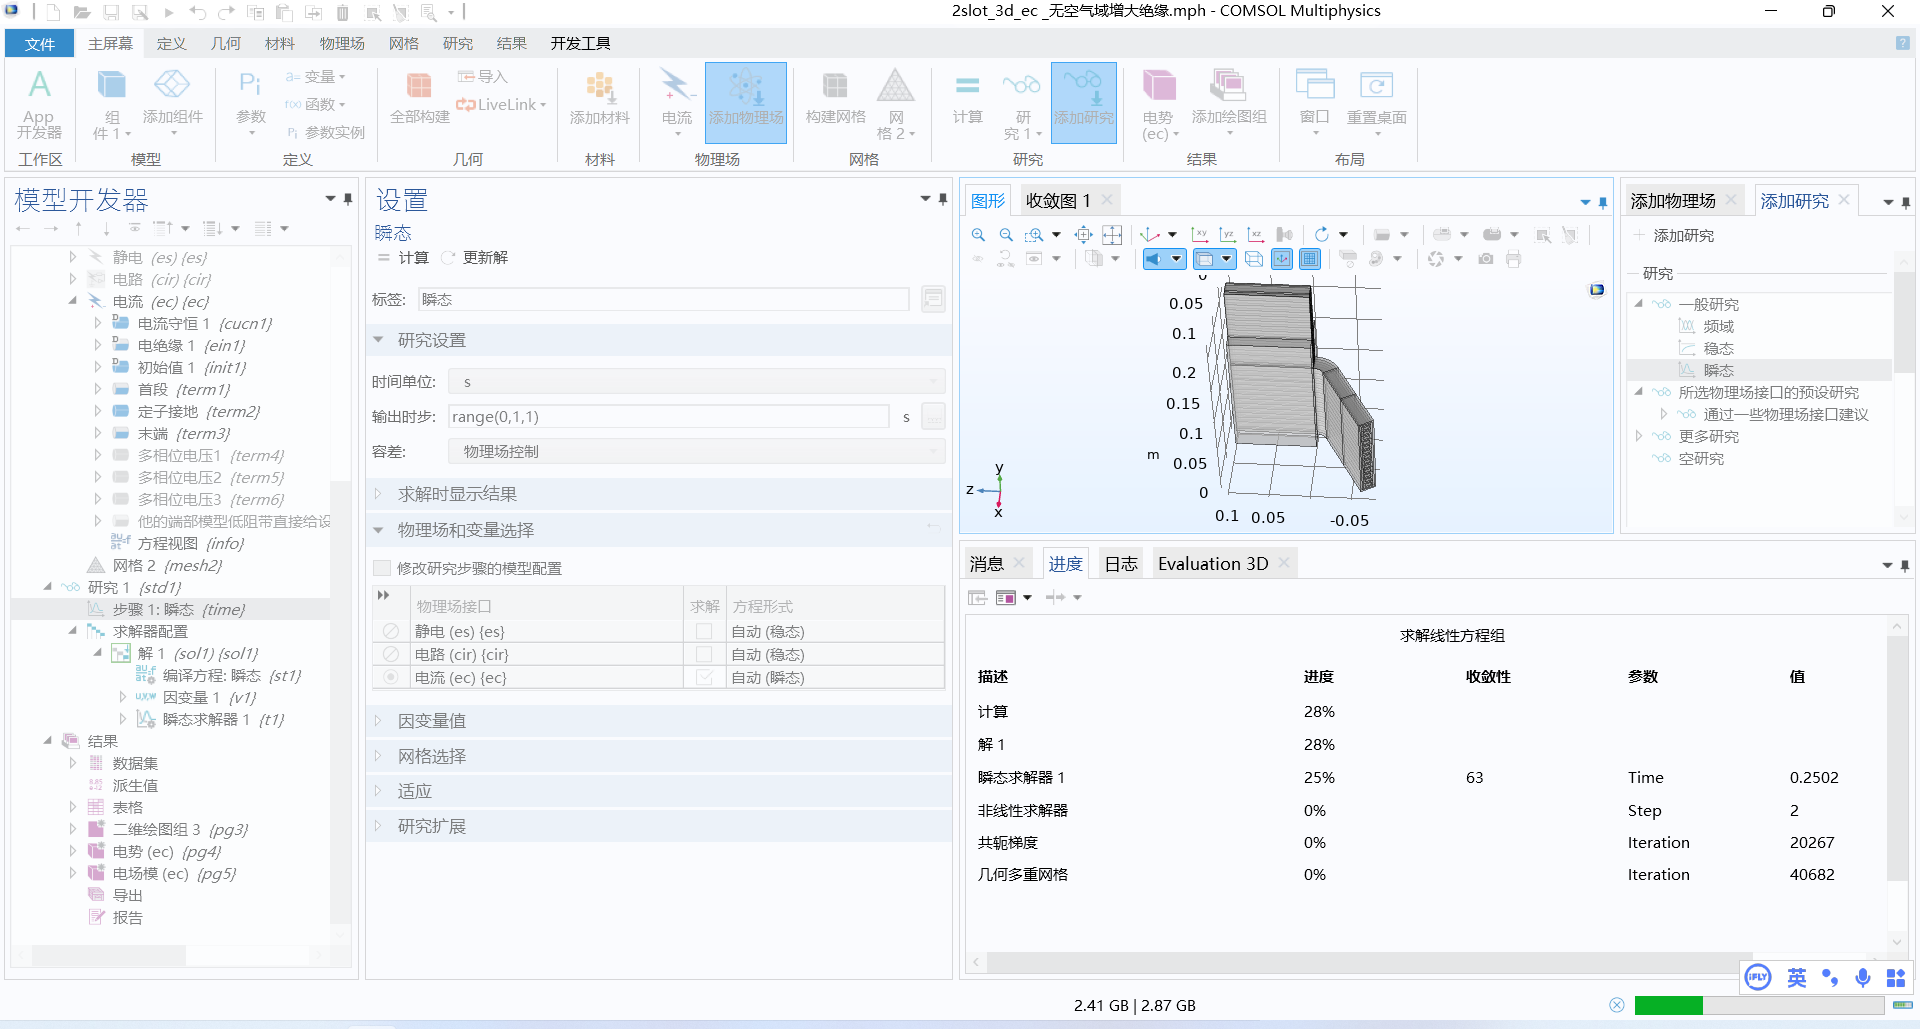 2slot_3d_ec _无空气域增大绝缘.mph - COMSOL Multiphysics
文件 主屏幕 定义 几何 材料 物理场 网格 研究 结果 开发工具
App 开发器
工作区
组件 1
添加组件
模型
Pi
参数
a= 变量
f(x) 函数
Pi 参数实例
定义
全部构建
导入
LiveLink
几何
添加材料
材料
电流
添加物理场
物理场
构建网格
网格 2
网格
计算
研究 1
添加研究
研究
电势 (ec)
添加绘图组
结果
窗口
重置桌面
布局
模型开发器
静电 (es) {es}
电路 (cir) {cir}
电流 (ec) {ec}
电流守恒 1 {cucn1}
电绝缘 1 {ein1}
初始值 1 {init1}
首段 {term1}
定子接地 {term2}
末端 {term3}
多相位电压1 {term4}
多相位电压2 {term5}
多相位电压3 {term6}
他的端部模型低阻带直接给设
方程视图 {info}
网格 2 {mesh2}
研究 1 {std1}
步骤 1: 瞬态 {time}
求解器配置
解 1 (sol1) {sol1}
编译方程: 瞬态 {st1}
因变量 1 {v1}
瞬态求解器 1 {t1}
结果
数据集
派生值
表格
二维绘图组 3 {pg3}
电势 (ec) {pg4}
电场模 (ec) {pg5}
导出
报告
设置
瞬态
= 计算 更新解
标签: 瞬态
研究设置
时间单位: s
输出时步: range(0,1,1) s
容差: 物理场控制
求解时显示结果
物理场和变量选择
修改研究步骤的模型配置
物理场接口 求解 方程形式
静电 (es) {es} 自动 (稳态)
电路 (cir) {cir} 自动 (稳态)
电流 (ec) {ec} 自动 (瞬态)
因变量值
网格选择
适应
研究扩展
图形 收敛图 1
0
0.05
0.1
0.2
0.15
0.1
m 0.05
0
0.1 0.05 -0.05
y
z
x
添加物理场 添加研究
添加研究
研究
一般研究
频域
稳态
瞬态
所选物理场接口的预设研究
通过一些物理场接口建议
更多研究
空研究
消息 进度 日志 Evaluation 3D
求解线性方程组
描述 进度 收敛性 参数 值
计算 28%
解 1 28%
瞬态求解器 1 25% 63 Time 0.2502
非线性求解器 0% Step 2
共轭梯度 0% Iteration 20267
几何多重网格 0% Iteration 40682
iFLY 英
2.41 GB | 2.87 GB